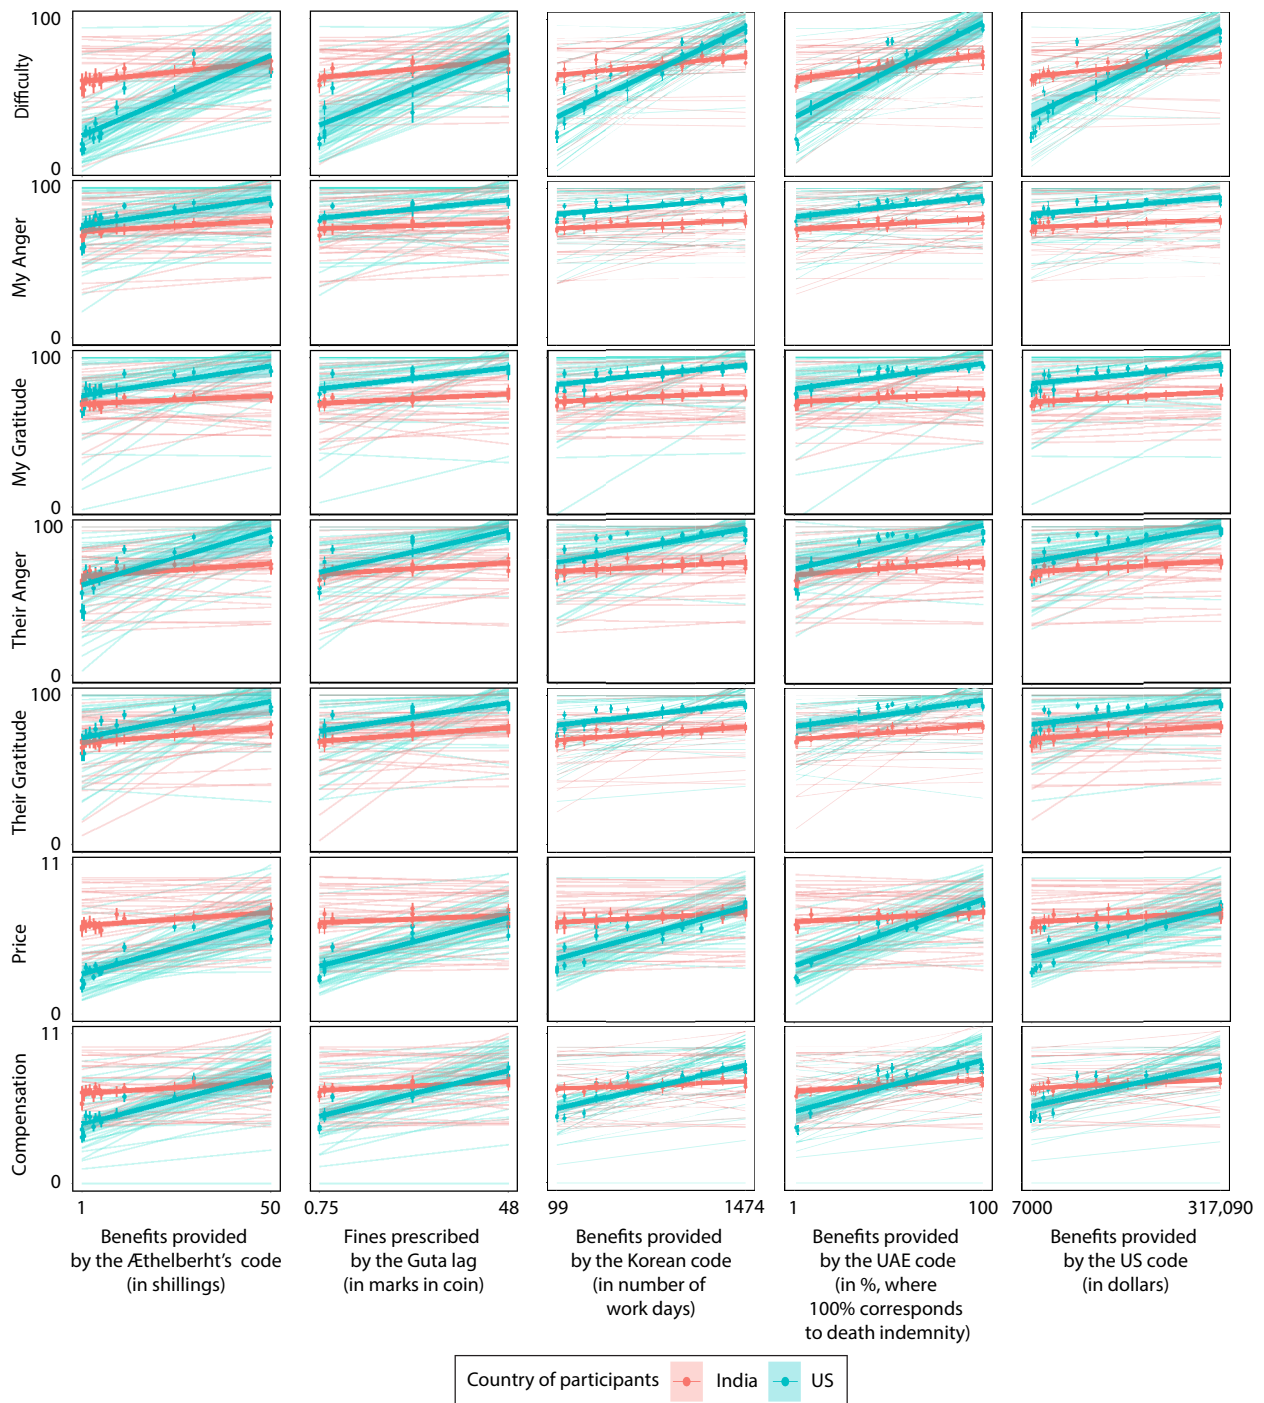 100
Difficulty
0
100
My Anger
0
100
My Gratitude
0
100
Their Anger
0
100
Their Gratitude
0
11
Price
0
11
Compensation
0
1 50 0.75 48 99 1474 1 100 7000 317,090
Benefits provided
by the Æthelberht's code
(in shillings)
Fines prescribed
by the Guta lag
(in marks in coin)
Benefits provided
by the Korean code
(in number of
work days)
Benefits provided
by the UAE code
(in %, where
100% corresponds
to death indemnity)
Benefits provided
by the US code
(in dollars)
Country of participants India US